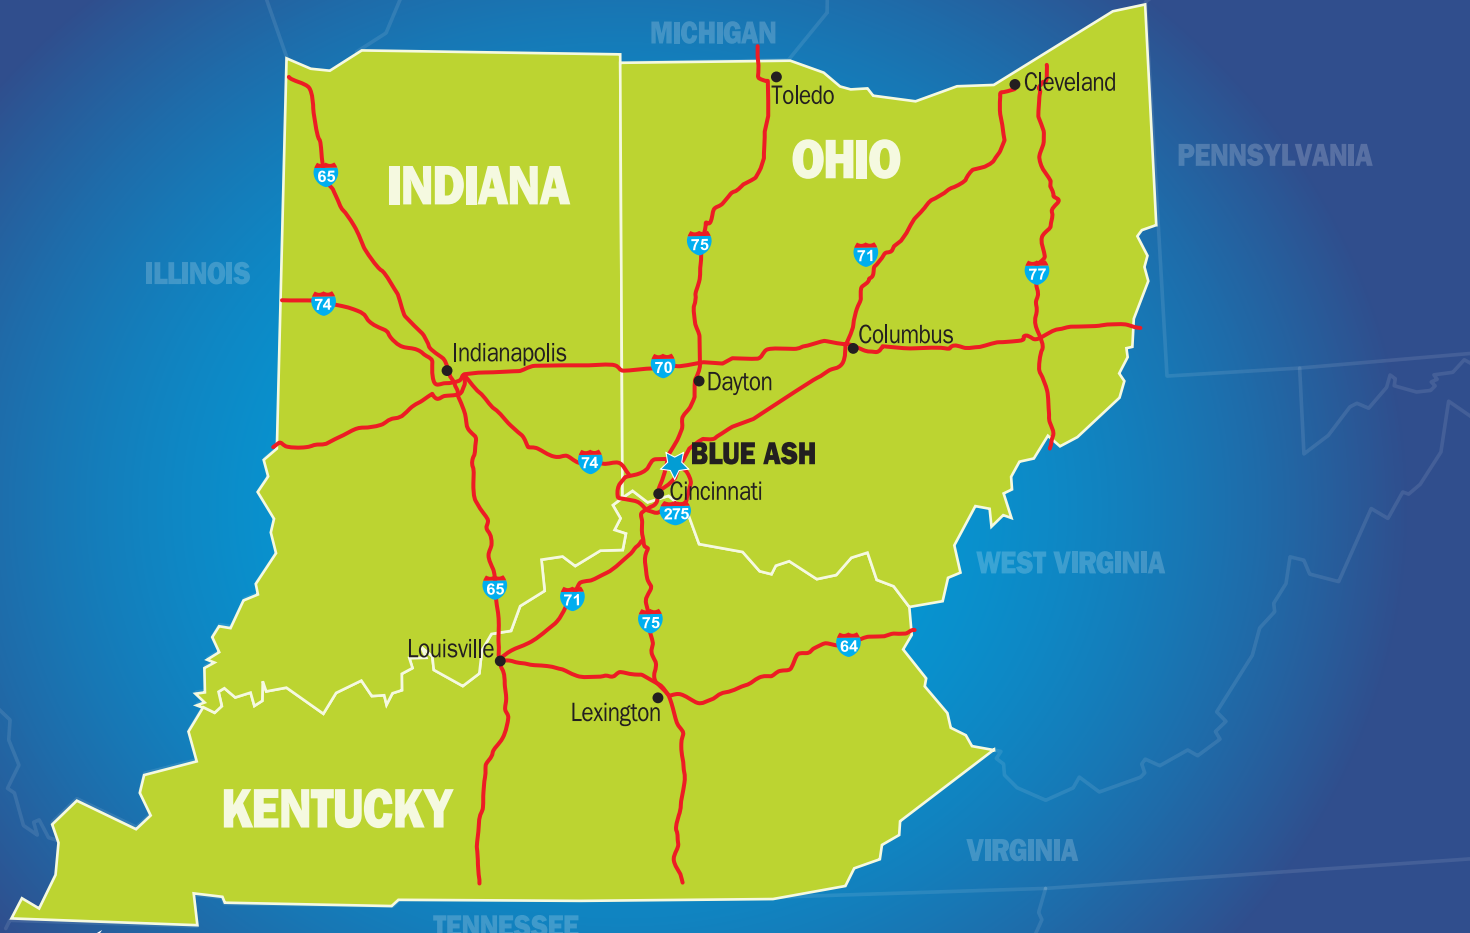 MICHIGAN
Toledo
Cleveland
OHIO
PENNSYLVANIA
65
INDIANA
75
71
ILLINOIS
77
74
Columbus
Indianapolis
70
Dayton
BLUE ASH
74
Cincinnati
275
WEST VIRGINIA
65
71
75
64
Louisville
Lexington
KENTUCKY
VIRGINIA
TENNESSEE